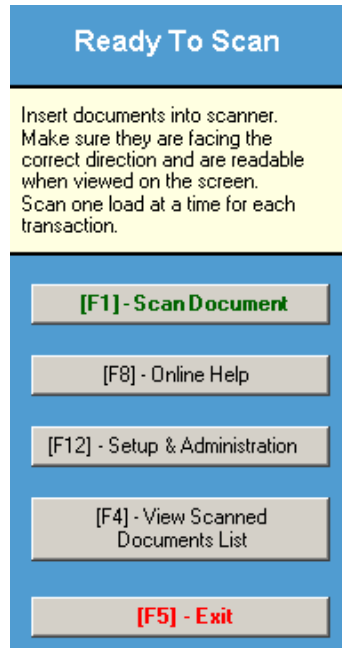 Ready To Scan
Insert documents into scanner.
Make sure they are facing the
correct direction and are readable
when viewed on the screen.
Scan one load at a time for each
transaction.
[F1] - Scan Document
[F8] - Online Help
[F12] - Setup & Administration
[F4] - View Scanned
Documents List
[F5] - Exit